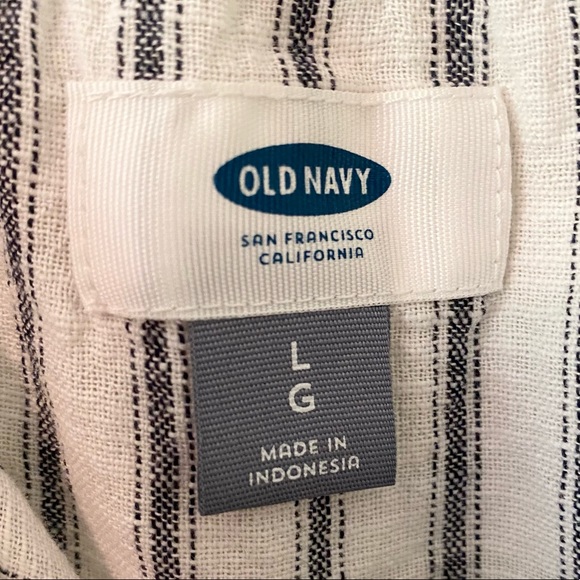 OLD NAVY
SAN FRANCISCO
CALIFORNIA
L
G
MADE IN
INDONESIA